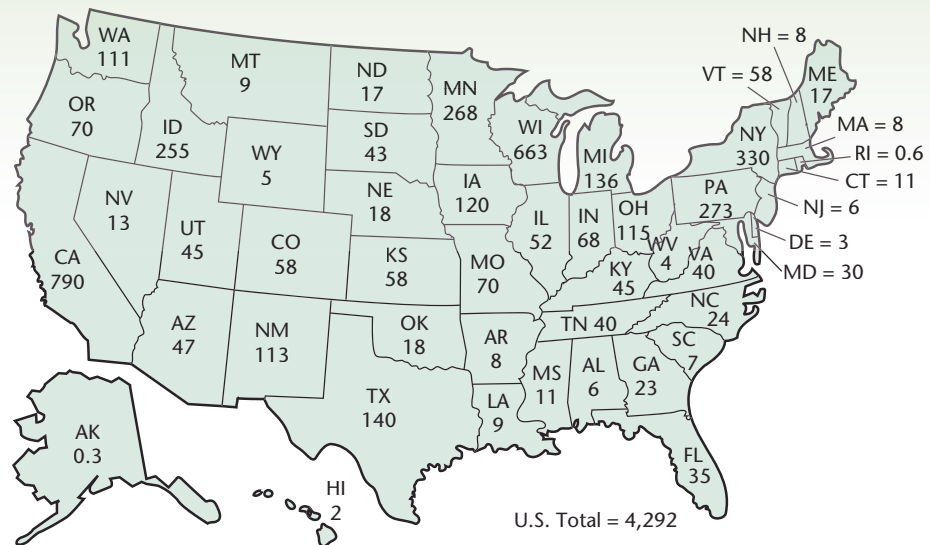 NH = 8
VT = 58
ME
17
WA
111
MT
9
ND
17
MN
268
OR
70
ID
255
SD
43
WI
663
MI
136
NY
330
MA = 8
RI = 0.6
CT = 11
WY
5
IA
120
PA
273
NJ = 6
NV
13
NE
18
IL
52
IN
68
OH
115
DE = 3
MD = 30
UT
45
CO
58
KS
58
MO
70
WV
4
VA
40
KY
45
CA
790
NC
24
AZ
47
NM
113
OK
18
AR
8
TN 40
SC
7
MS
11
AL
6
GA
23
TX
140
LA
9
FL
35
AK
0.3
HI
2
U.S. Total = 4,292